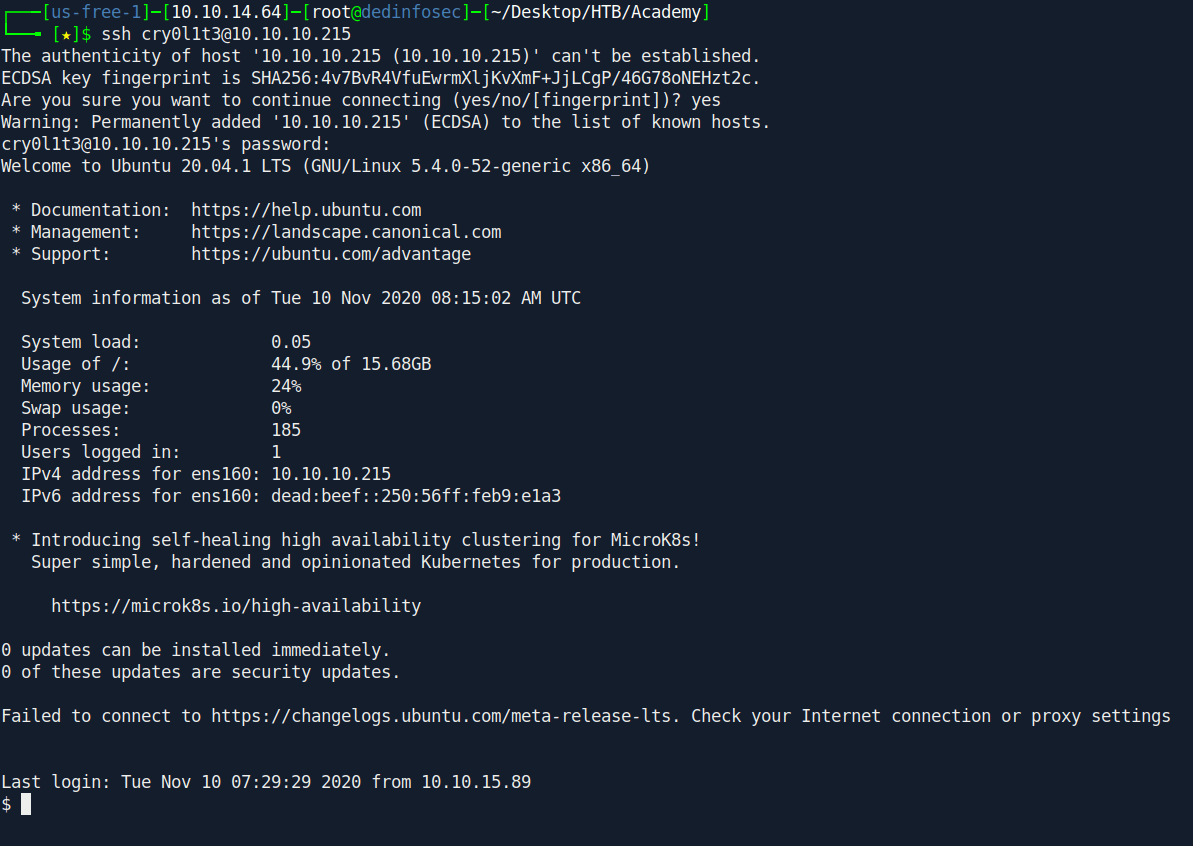 ┌──[us-free-1]─[10.10.14.64]─[root@dedinfosec]─[~/Desktop/HTB/Academy]
└──╼ [★]$ ssh cry0l1t3@10.10.10.215
The authenticity of host '10.10.10.215 (10.10.10.215)' can't be established.
ECDSA key fingerprint is SHA256:4v7BvR4VfuEwrmXljKvXmF+JjLCgP/46G78oNEHzt2c.
Are you sure you want to continue connecting (yes/no/[fingerprint])? yes
Warning: Permanently added '10.10.10.215' (ECDSA) to the list of known hosts.
cry0l1t3@10.10.10.215's password:
Welcome to Ubuntu 20.04.1 LTS (GNU/Linux 5.4.0-52-generic x86_64)

 * Documentation:  https://help.ubuntu.com
 * Management:     https://landscape.canonical.com
 * Support:        https://ubuntu.com/advantage

  System information as of Tue 10 Nov 2020 08:15:02 AM UTC

  System load:             0.05
  Usage of /:              44.9% of 15.68GB
  Memory usage:            24%
  Swap usage:              0%
  Processes:               185
  Users logged in:         1
  IPv4 address for ens160: 10.10.10.215
  IPv6 address for ens160: dead:beef::250:56ff:feb9:e1a3

 * Introducing self-healing high availability clustering for MicroK8s!
   Super simple, hardened and opinionated Kubernetes for production.

     https://microk8s.io/high-availability

0 updates can be installed immediately.
0 of these updates are security updates.

Failed to connect to https://changelogs.ubuntu.com/meta-release-lts. Check your Internet connection or proxy settings


Last login: Tue Nov 10 07:29:29 2020 from 10.10.15.89
$